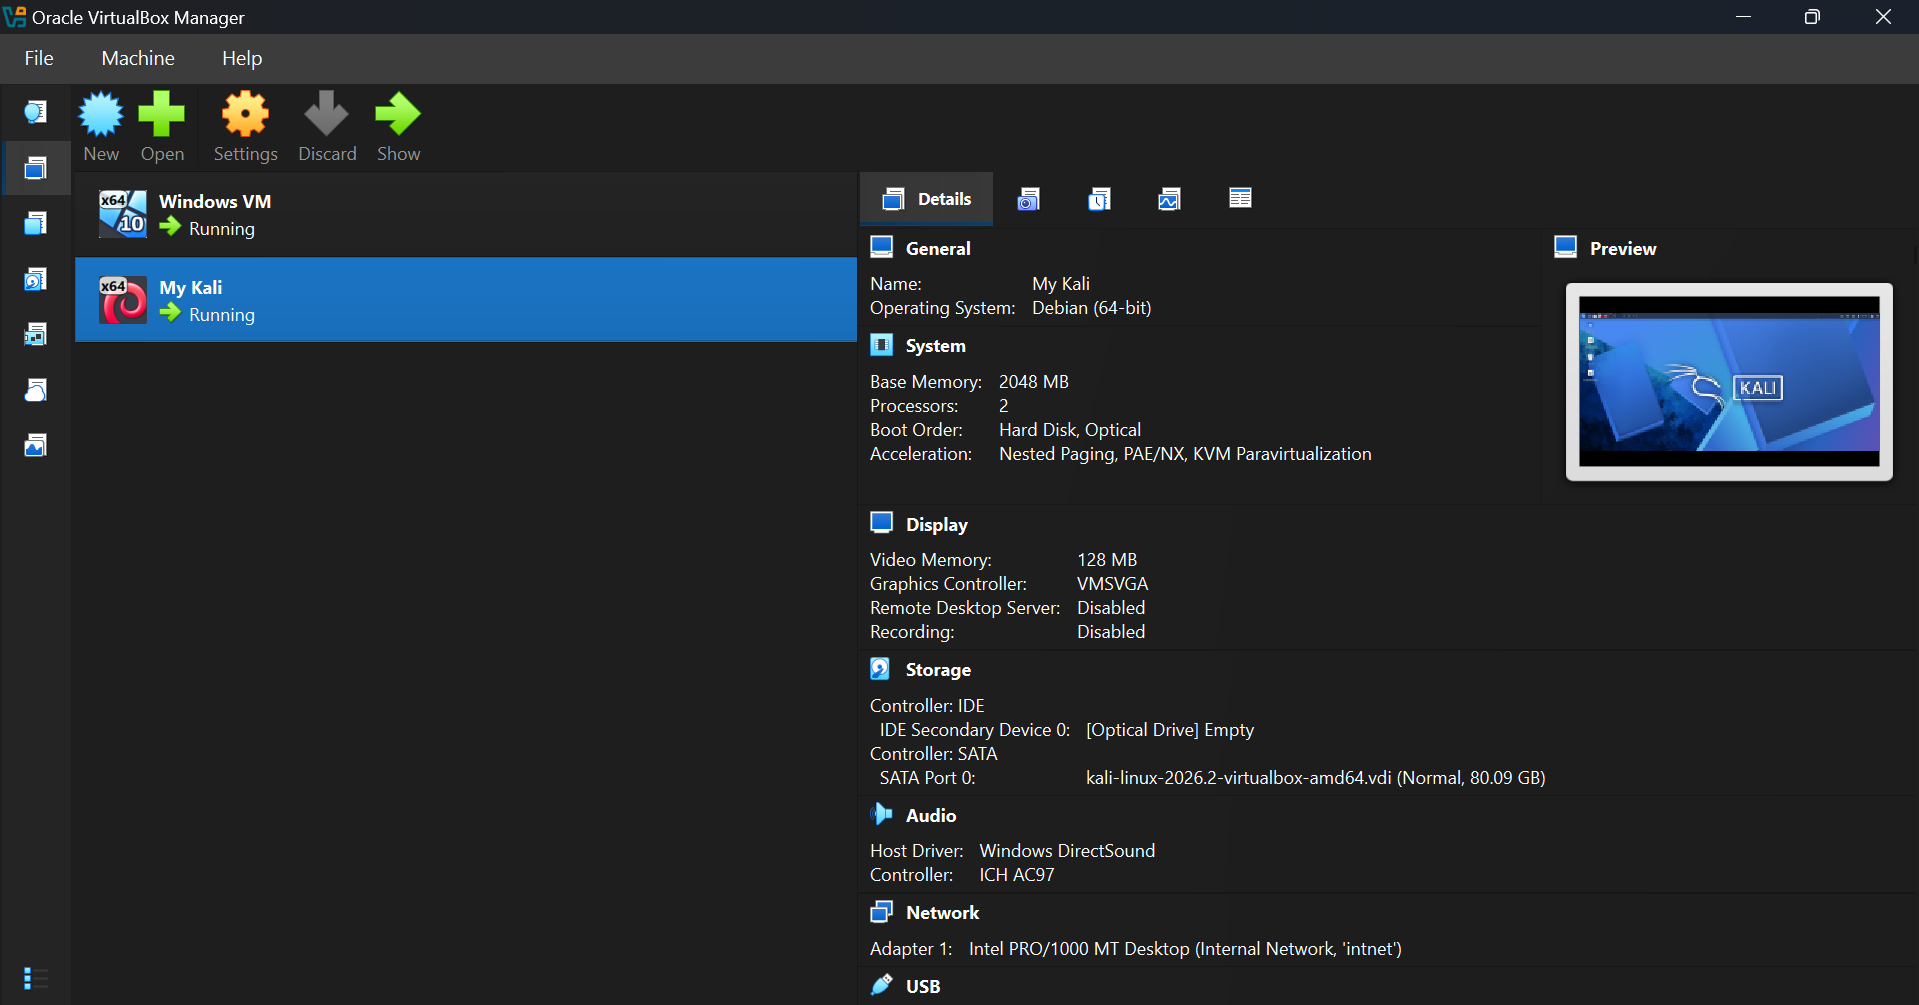 Oracle VirtualBox Manager
File Machine Help
New Open Settings Discard Show
x64 10 Windows VM
Running
x64 My Kali
Running
Details
General
Name: My Kali
Operating System: Debian (64-bit)
Preview
KALI
System
Base Memory: 2048 MB
Processors: 2
Boot Order: Hard Disk, Optical
Acceleration: Nested Paging, PAE/NX, KVM Paravirtualization
Display
Video Memory: 128 MB
Graphics Controller: VMSVGA
Remote Desktop Server: Disabled
Recording: Disabled
Storage
Controller: IDE
IDE Secondary Device 0: [Optical Drive] Empty
Controller: SATA
SATA Port 0: kali-linux-2026.2-virtualbox-amd64.vdi (Normal, 80.09 GB)
Audio
Host Driver: Windows DirectSound
Controller: ICH AC97
Network
Adapter 1: Intel PRO/1000 MT Desktop (Internal Network, 'intnet')
USB